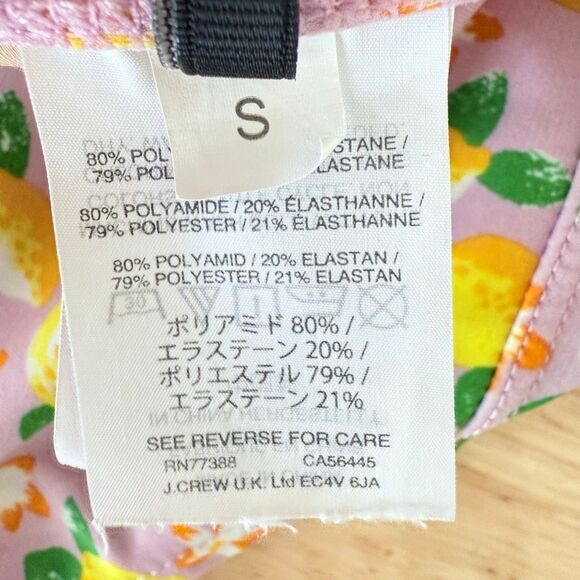 S
80% POLY STANE /
79% POLY ELASTANE
80% POLYAMIDE / 20% ÉLASTHANNE /
79% POLYESTER / 21% ÉLASTHANNE
80% POLYAMID / 20% ELASTAN /
79% POLYESTER / 21% ELASTAN
30
ポリアミド 80% /
エラステーン 20% /
ポリエステル 79% /
エラステーン 21%
SEE REVERSE FOR CARE
RN77388 CA56445
J.CREW U.K. Ltd EC4V 6JA